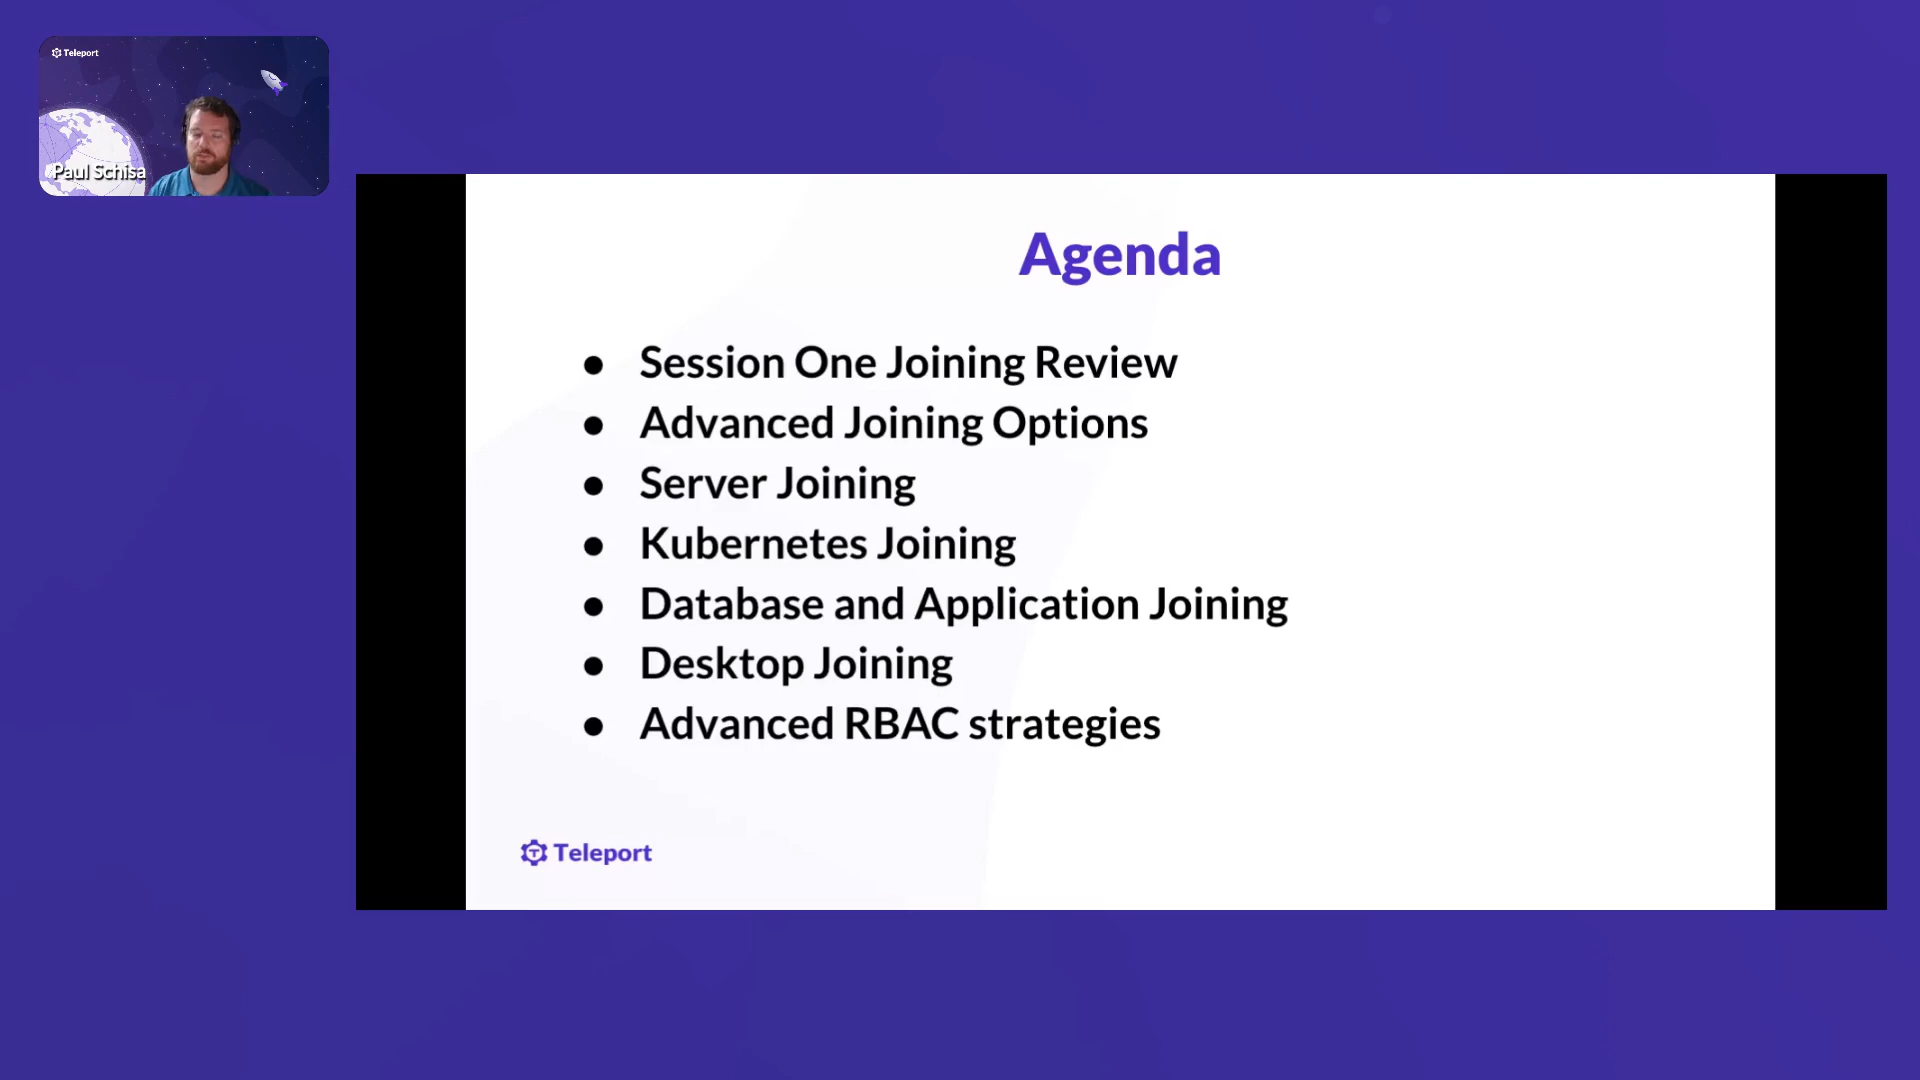 Teleport
Paul Schisa
Agenda
● Session One Joining Review
● Advanced Joining Options
● Server Joining
● Kubernetes Joining
● Database and Application Joining
● Desktop Joining
● Advanced RBAC strategies
Teleport